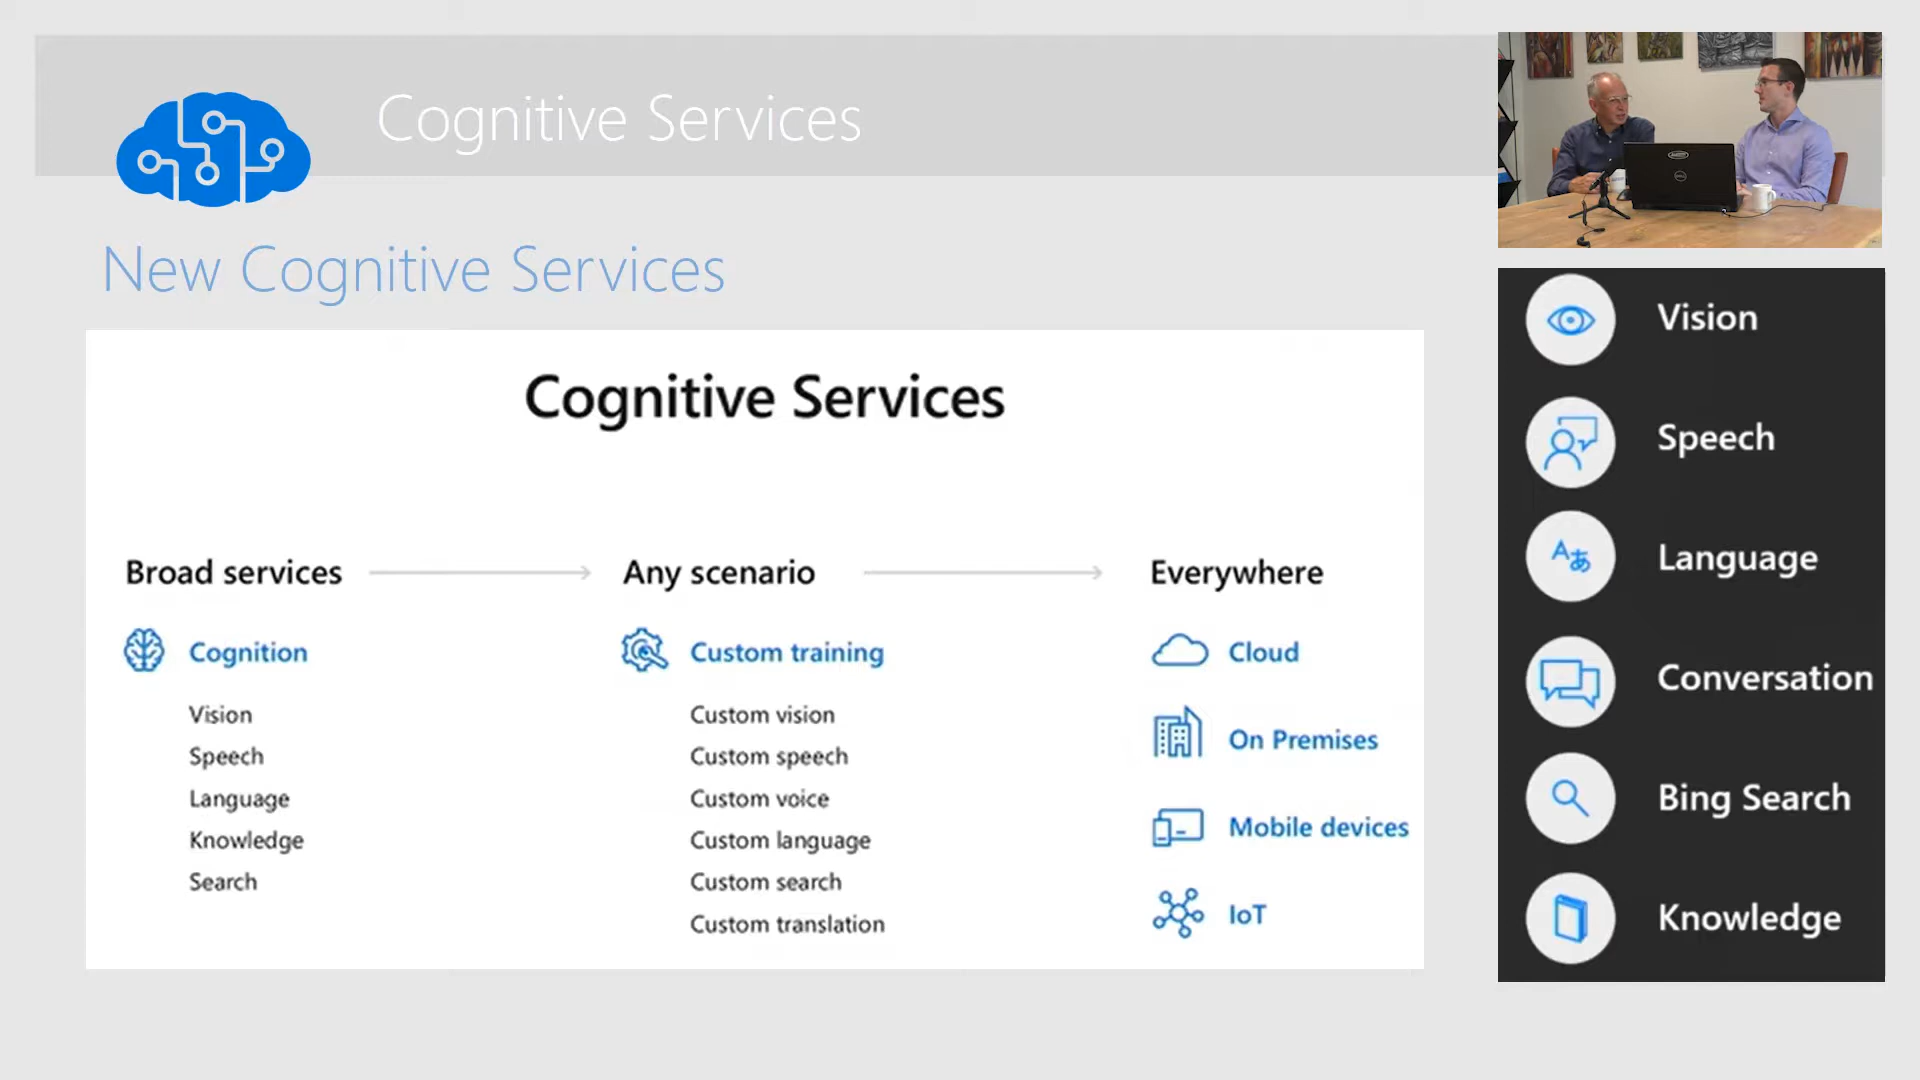 Cognitive Services
New Cognitive Services
Cognitive Services
Broad services
Cognition
Vision
Speech
Language
Knowledge
Search
Any scenario
Custom training
Custom vision
Custom speech
Custom voice
Custom language
Custom search
Custom translation
Everywhere
Cloud
On Premises
Mobile devices
IoT
Vision
Speech
Language
Conversation
Bing Search
Knowledge